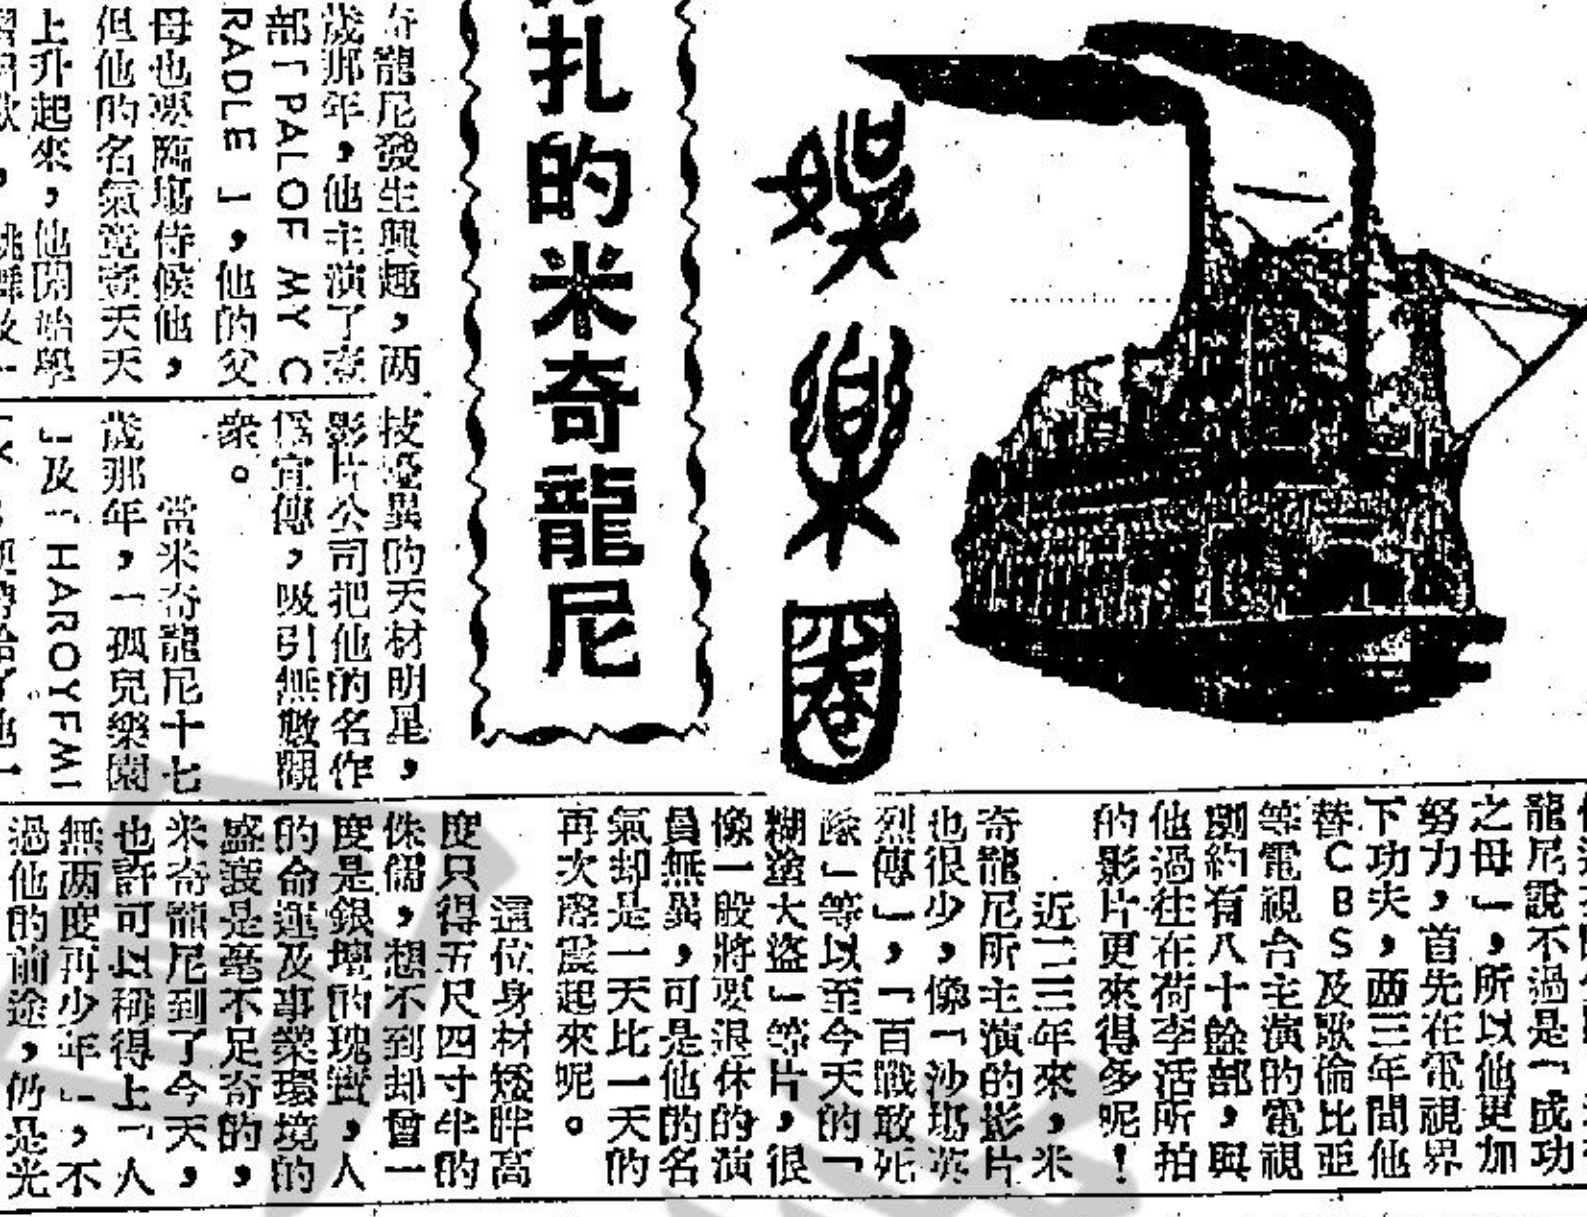 娛樂圈
扎的米奇龍尼
奇龍尼發生興趣，两
歲那年，他主演了壹
部「PALOF MY C
RADLE」，他的父
母也要臨塲侍候他，
但他的名氣竟壹天天
上升起來，他開始學
技優異的天材明星，
影片公司把他的名作
爲宣傳，吸引無數觀
衆。
當米奇龍尼十七
歲那年，一孤兒樂園
」及「HAROYFMI
龍尼說不過是「成功
之母」，所以他更加
努力，首先在電視界
下功夫，两三年間他
替CBS及歌倫比亞
等電視台主演的電視
劇約有八十餘部，與
他過往在荷李活所拍
的影片更來得多呢！
近二三年來，米
奇龍尼所主演的影片
也很少，像「沙塲英
烈傳」，「百戰敢死
隊」等以至今天的「
糊塗大盜」等片，很
像一般將要退休的演
員無異，可是他的名
氣却是一天比一天的
再次響震起來呢。
這位身材矮胖高
度只得五尺四寸半的
侏儒，想不到却曾一
度是銀壇的瑰寶，人
的命運及事業環境的
盛衰是毫不足奇的，
米奇龍尼到了今天，
也許可以稱得上「人
無两度再少年」，不
過他的前途，仍是光